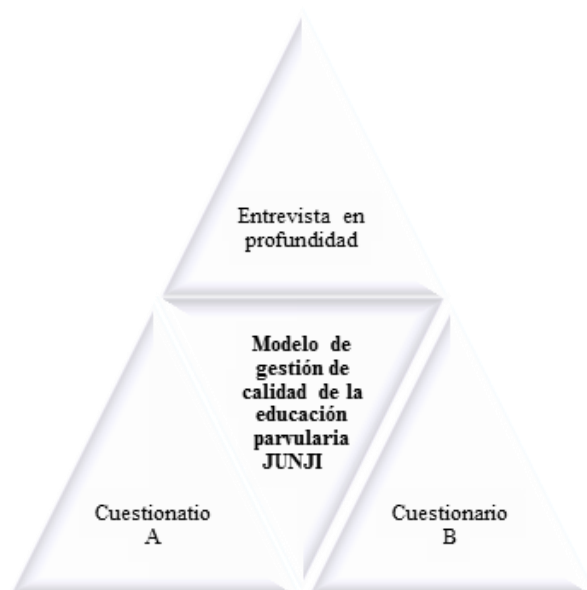 Entrevista en
profundidad
Modelo de
gestión de
calidad de la
educación
parvularia
JUNJI
Cuestionatio
A
Cuestionario
B